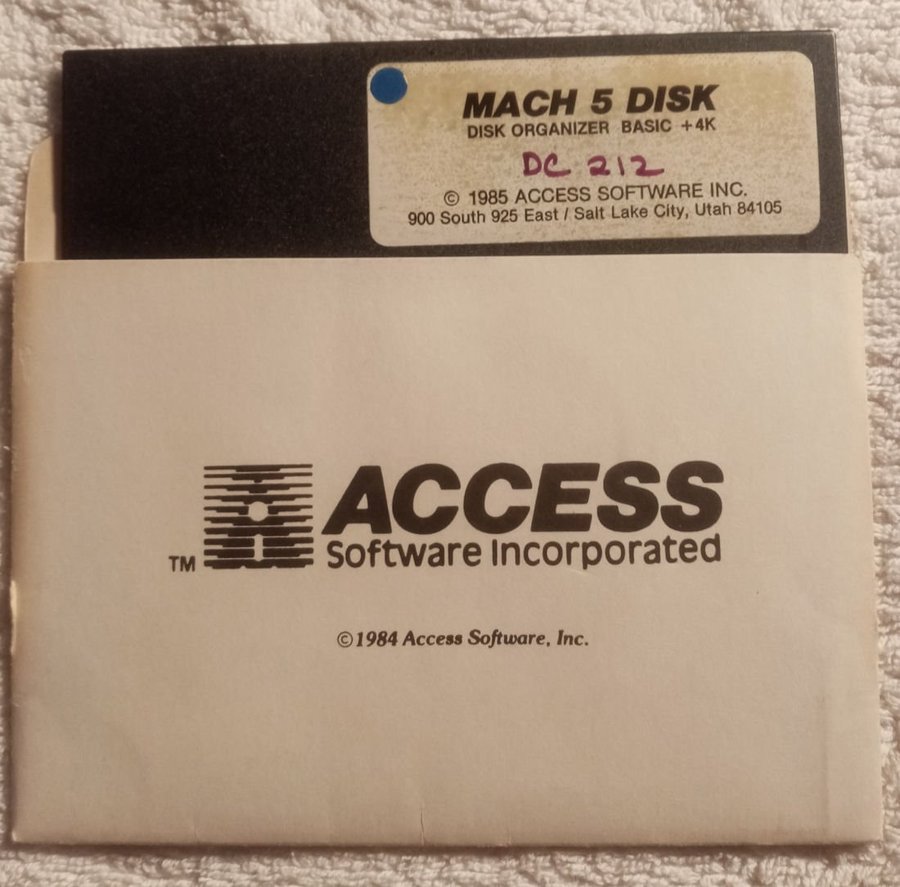 MACH 5 DISK
DISK ORGANIZER BASIC +4K
DC 212
© 1985 ACCESS SOFTWARE INC.
900 South 925 East / Salt Lake City, Utah 84105
ACCESS
TM Software Incorporated
©1984 Access Software, Inc.